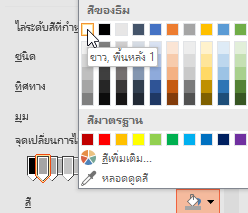 สีของธีม
ไล่ระดับสีที่กำ
ขาว, พื้นหลัง 1
ชนิด
ทิศทาง
มุม
สีมาตรฐาน
จุดเปลี่ยนการไ
สีเพิ่มเติม...
หลอดดูดสี
สี